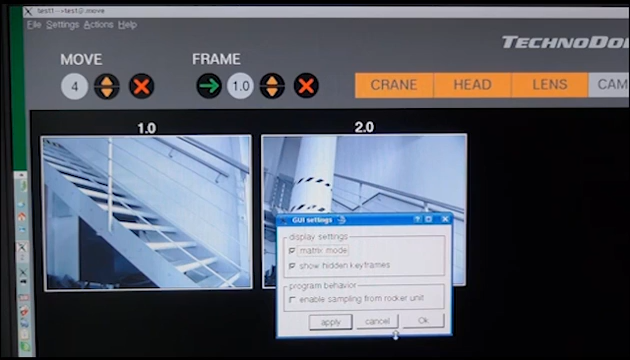 test1 - >test@.move
File Settings Actions Help
TECHNODO
MOVE
FRAME
4
1.0
CRANE HEAD LENS CAM
1.0
2.0
GUI settings
display settings
matrix mode
show hidden keyframes
program behavior
enable sampling from rocker unit
apply cancel Ok